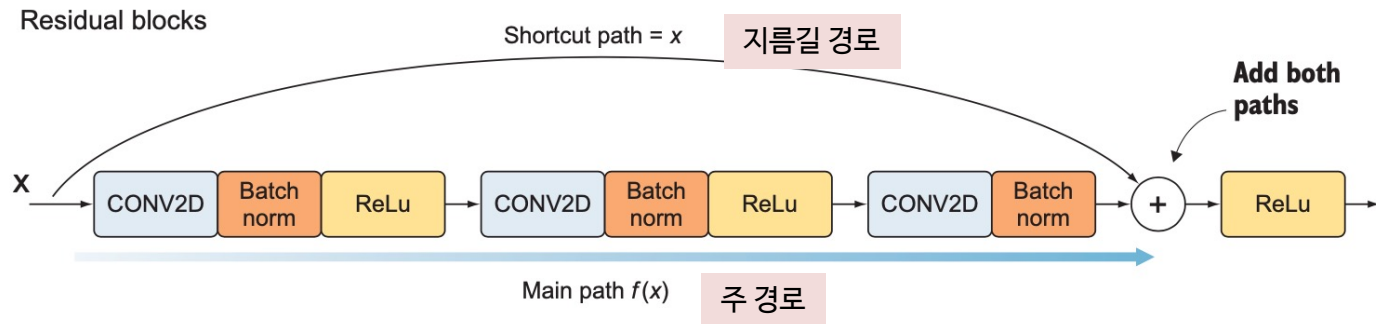 Residual blocks
Shortcut path = x
지름길 경로
Add both
paths
X
CONV2D
Batch
norm
ReLu
CONV2D
Batch
norm
ReLu
CONV2D
Batch
norm
+
ReLu
Main path f(x)
주 경로